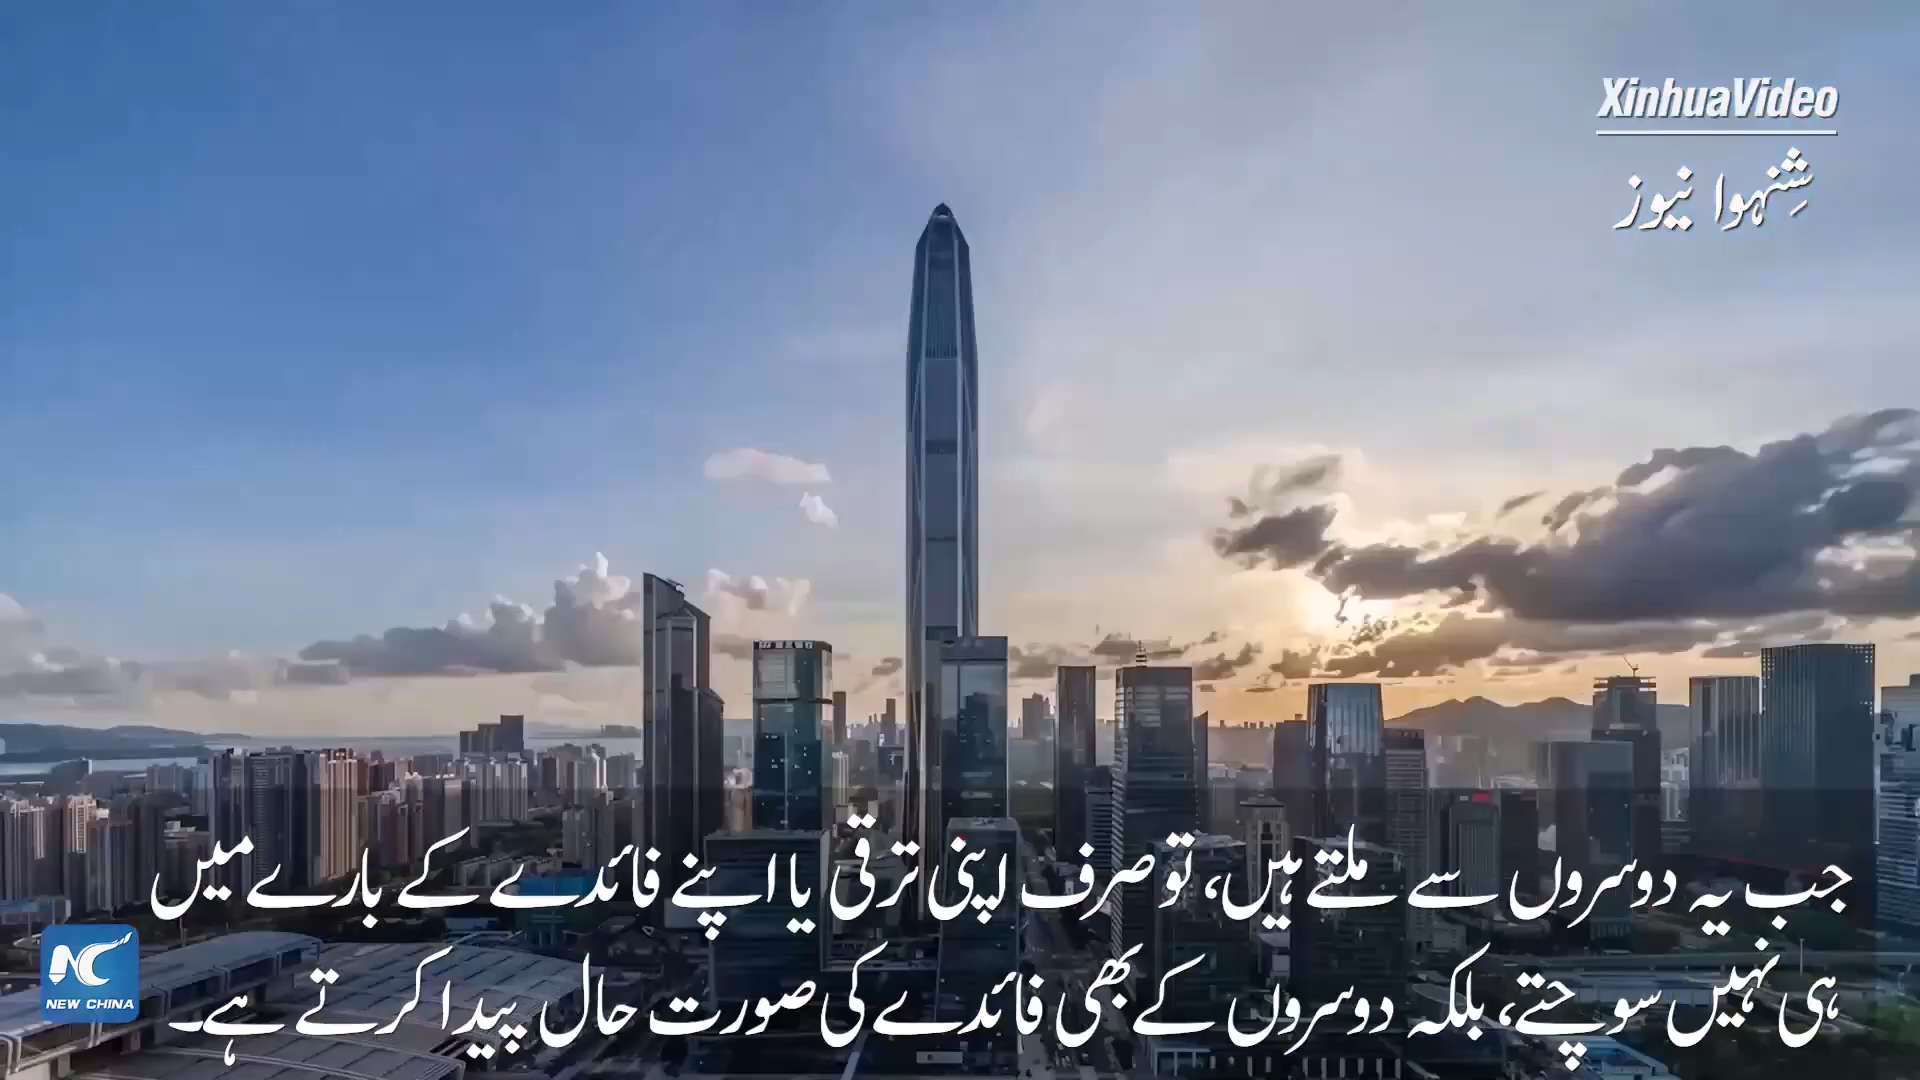 XinhuaVideo
شِنہوا نیوز
جب یہ دوسروں سے ملتے ہیں، تو صرف اپنی ترقی یا اپنے فائدے کے بارے میں
ہی نہیں سوچتے، بلکہ دوسروں کے بھی فائدے کی صورت حال پیدا کرتے ہے۔
NEW CHINA